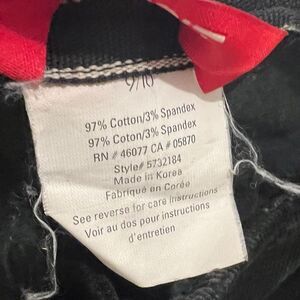 9/10
97% Cotton/3% Spandex
97% Coton/3% Spandex
RN # 46077 CA # 05870
Style# 5732184
Made in Korea
Fabriqué en Corée
See reverse for care instructions
Voir au dos pour instructions
d'entretien